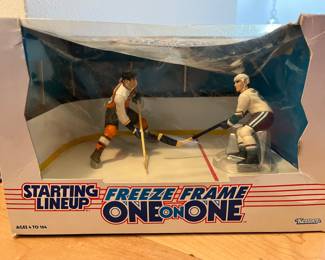 STARTING
LINEUP
FREEZE FRAME
ONE ON ONE
AGES 4 TO 104
Kenner